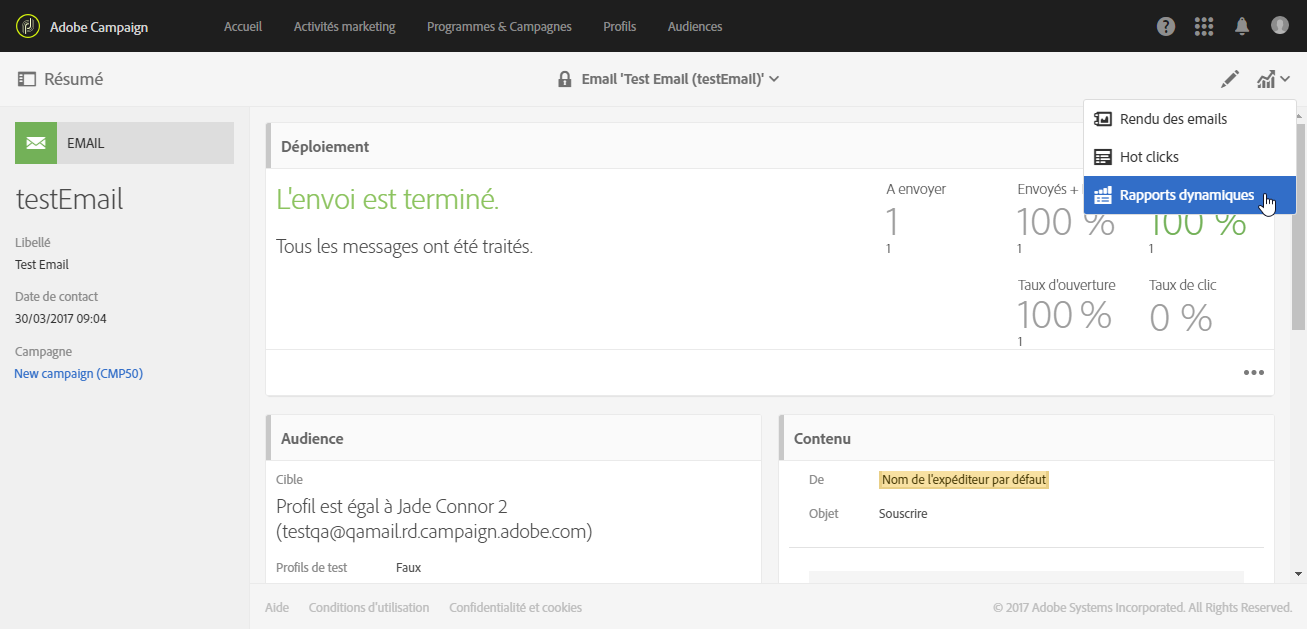 Adobe Campaign
Accueil
Activités marketing
Programmes & Campagnes
Profils
Audiences
Résumé
Email 'Test Email (testEmail)'
Rendu des emails
Hot clicks
Rapports dynamiques
EMAIL
testEmail
Libellé
Test Email
Date de contact
30/03/2017 09:04
Campagne
New campaign (CMP50)
Déploiement
L'envoi est terminé.
Tous les messages ont été traités.
A envoyer
1
1
Envoyés +
100 %
1
100 %
1
Taux d'ouverture
100 %
1
Taux de clic
0 %
Audience
Cible
Profil est égal à Jade Connor 2
(testqa@qamail.rd.campaign.adobe.com)
Profils de test Faux
Contenu
De Nom de l'expéditeur par défaut
Objet Souscrire
Aide Conditions d'utilisation Confidentialité et cookies
© 2017 Adobe Systems Incorporated. All Rights Reserved.